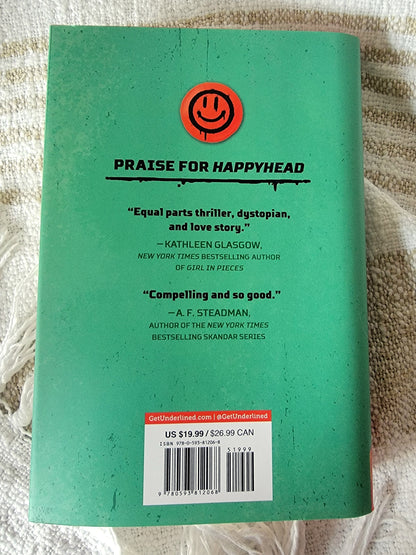 PRAISE FOR HAPPYHEAD
“Equal parts thriller, dystopian,
and love story.”
—KATHLEEN GLASGOW,
NEW YORK TIMES BESTSELLING AUTHOR
OF GIRL IN PIECES
“Compelling and so good.”
—A. F. STEADMAN,
AUTHOR OF THE NEW YORK TIMES
BESTSELLING SKANDAR SERIES
GetUnderlined.com | @GetUnderlined
US $19.99 / $26.99 CAN
ISBN 978-0-593-81206-8
51999
9 780593 812068